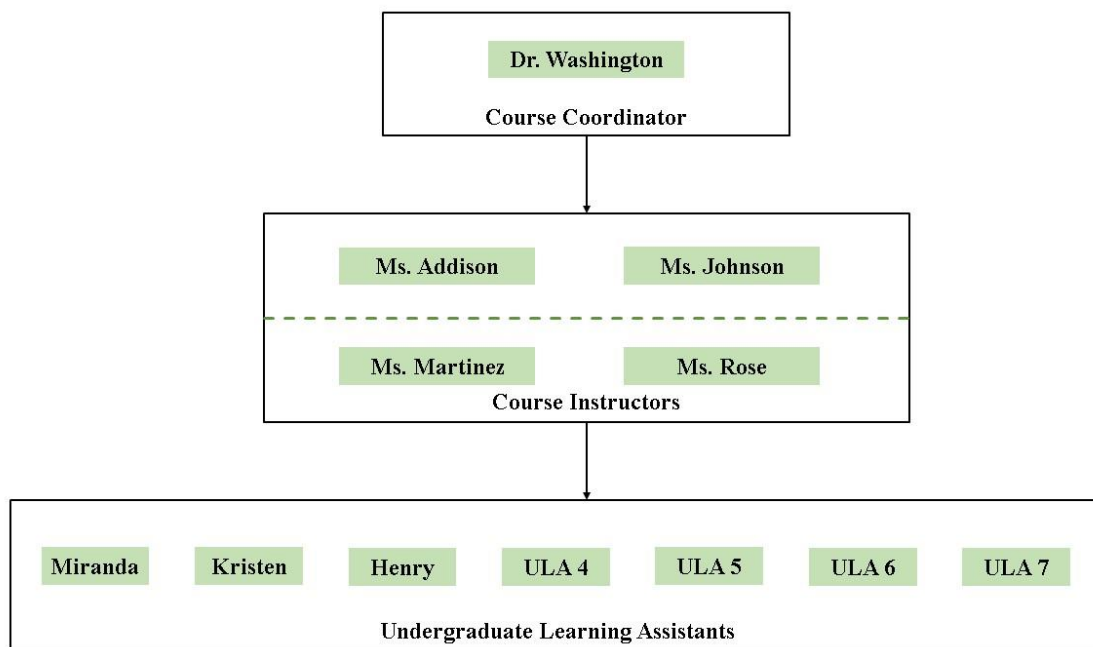 Dr. Washington
Course Coordinator
Ms. Addison Ms. Johnson
Ms. Martinez Ms. Rose
Course Instructors
Miranda Kristen Henry ULA 4 ULA 5 ULA 6 ULA 7
Undergraduate Learning Assistants